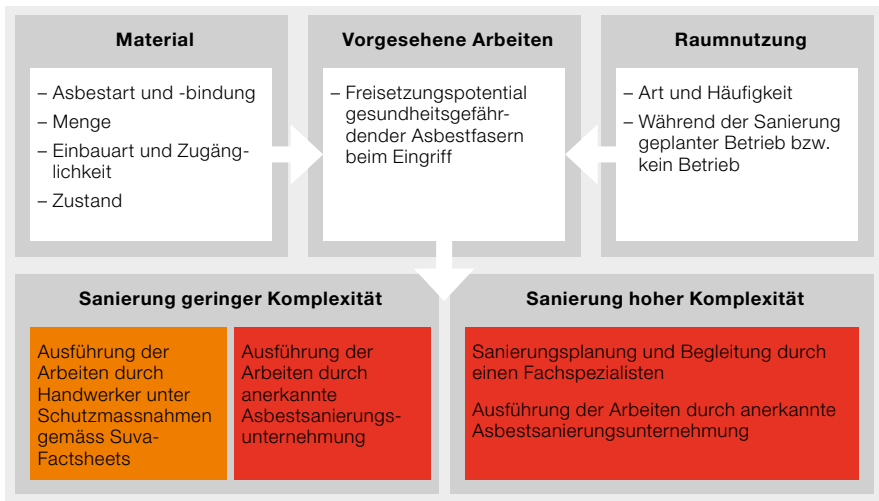 Material
– Asbestart und -bindung
– Menge
– Einbauart und Zugäng-
lichkeit
– Zustand
Vorgesehene Arbeiten
– Freisetzungspotential
gesundheitsgefähr-
dender Asbestfasern
beim Eingriff
Raumnutzung
– Art und Häufigkeit
– Während der Sanierung
geplanter Betrieb bzw.
kein Betrieb
Sanierung geringer Komplexität
Ausführung der
Arbeiten durch
Handwerker unter
Schutzmassnahmen
gemäss Suva-
Factsheets
Ausführung der
Arbeiten durch
anerkannte
Asbestsanierungs-
unternehmung
Sanierung hoher Komplexität
Sanierungsplanung und Begleitung durch
einen Fachspezialisten
Ausführung der Arbeiten durch anerkannte
Asbestsanierungsunternehmung